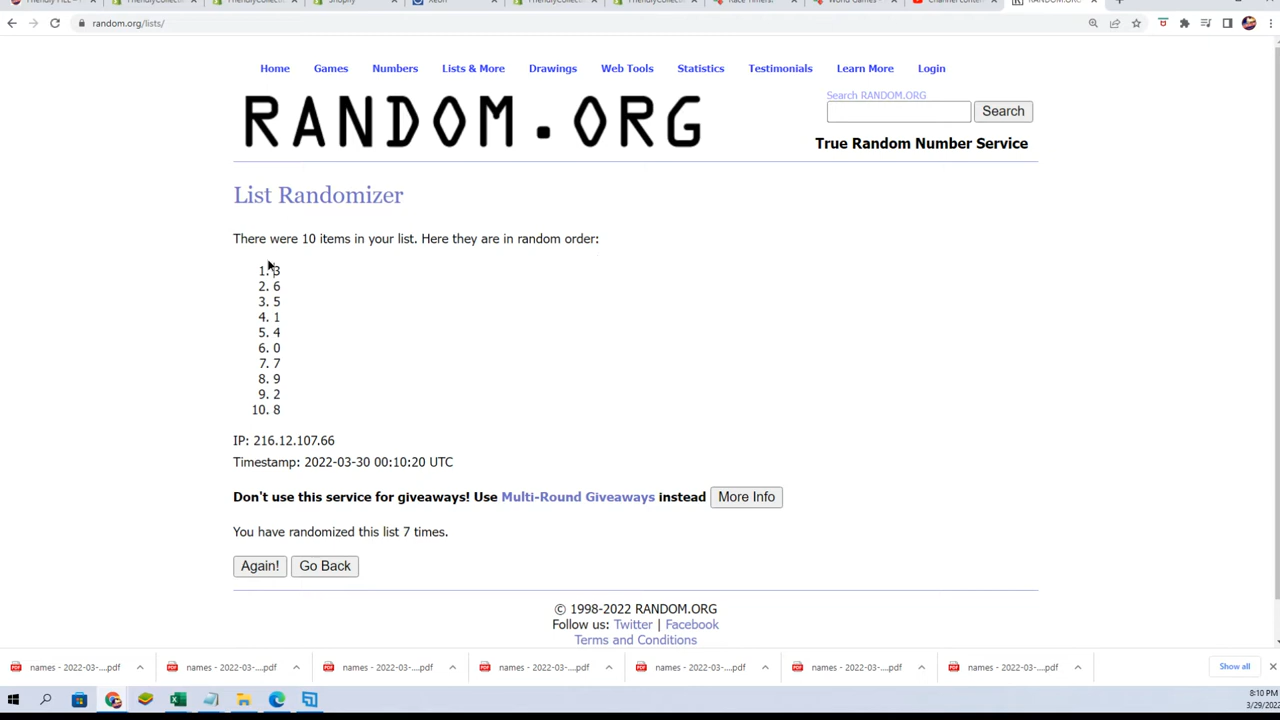 random.org/lists/
Home Games Numbers Lists & More Drawings Web Tools Statistics Testimonials Learn More Login
RANDOM.ORG
Search RANDOM.ORG
Search
True Random Number Service
List Randomizer
There were 10 items in your list. Here they are in random order:
1. 3
2. 6
3. 5
4. 1
5. 4
6. 0
7. 7
8. 9
9. 2
10. 8
IP: 216.12.107.66
Timestamp: 2022-03-30 00:10:20 UTC
Don't use this service for giveaways! Use Multi-Round Giveaways instead More Info
You have randomized this list 7 times.
Again! Go Back
© 1998-2022 RANDOM.ORG
Follow us: Twitter | Facebook
Terms and Conditions
names - 2022-03-....pdf names - 2022-03-....pdf names - 2022-03-....pdf names - 2022-03-....pdf names - 2022-03-....pdf names - 2022-03-....pdf names - 2022-03-....pdf Show all
8:10 PM
3/29/2022